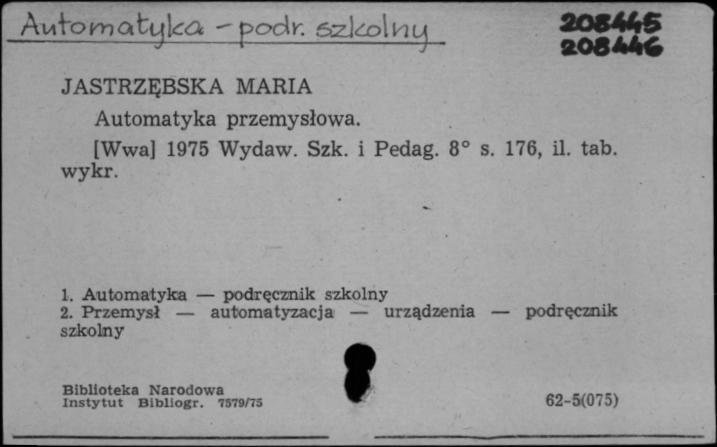 Automatyka - podr. szkolny
208445
208446
JASTRZĘBSKA MARIA
Automatyka przemysłowa.
[Wwa] 1975 Wydaw. Szk. i Pedag. 8° s. 176, il. tab.
wykr.
1. Automatyka — podręcznik szkolny
2. Przemysł — automatyzacja — urządzenia — podręcznik
szkolny
Biblioteka Narodowa
Instytut Bibliogr. 7579/75
62-5(075)